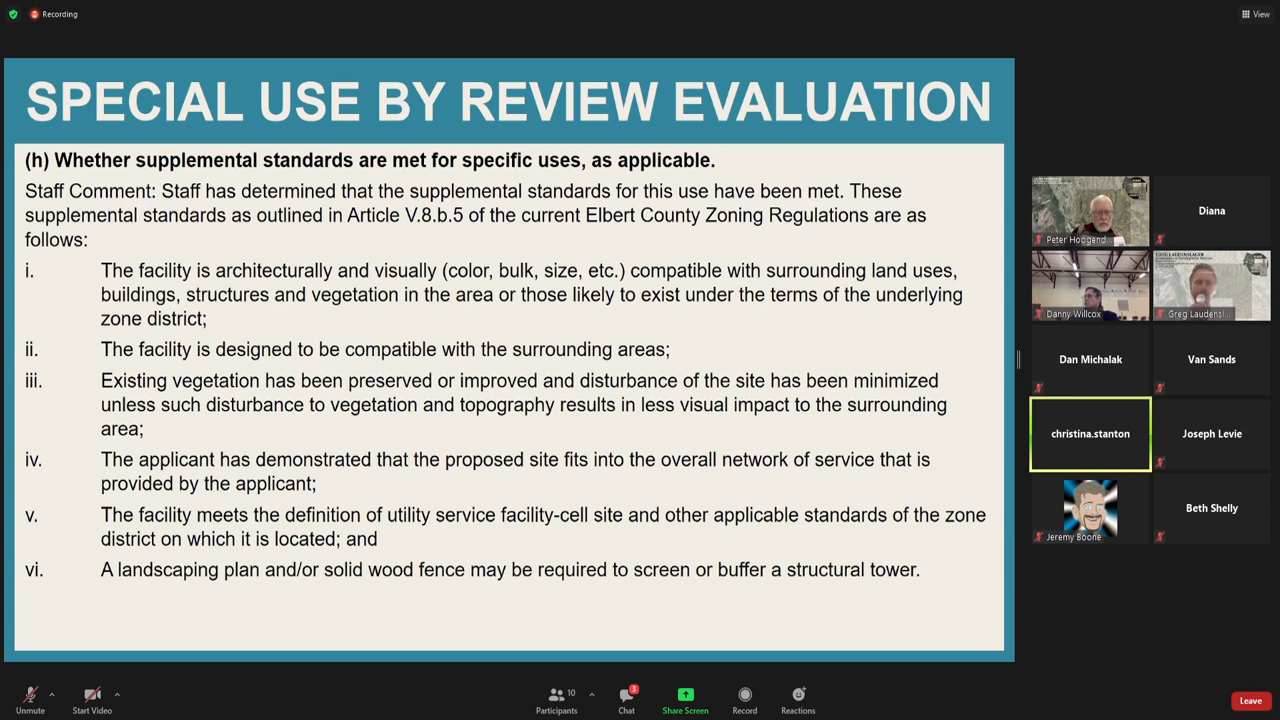 Recording
View
SPECIAL USE BY REVIEW EVALUATION
(h) Whether supplemental standards are met for specific uses, as applicable.
Staff Comment: Staff has determined that the supplemental standards for this use have been met. These
supplemental standards as outlined in Article V.8.b.5 of the current Elbert County Zoning Regulations are as
follows:
i. The facility is architecturally and visually (color, bulk, size, etc.) compatible with surrounding land uses,
buildings, structures and vegetation in the area or those likely to exist under the terms of the underlying
zone district;
ii. The facility is designed to be compatible with the surrounding areas;
iii. Existing vegetation has been preserved or improved and disturbance of the site has been minimized
unless such disturbance to vegetation and topography results in less visual impact to the surrounding
area;
iv. The applicant has demonstrated that the proposed site fits into the overall network of service that is
provided by the applicant;
v. The facility meets the definition of utility service facility-cell site and other applicable standards of the zone
district on which it is located; and
vi. A landscaping plan and/or solid wood fence may be required to screen or buffer a structural tower.
Peter Hoogend
Diana
Danny Willcox
GREG LAUDENSLAGER
Greg Laudensl...
Dan Michalak
Van Sands
christina.stanton
Joseph Levie
Jeremy Boone
Beth Shelly
Unmute
Start Video
Participants
10
Chat
3
Share Screen
Record
Reactions
Leave